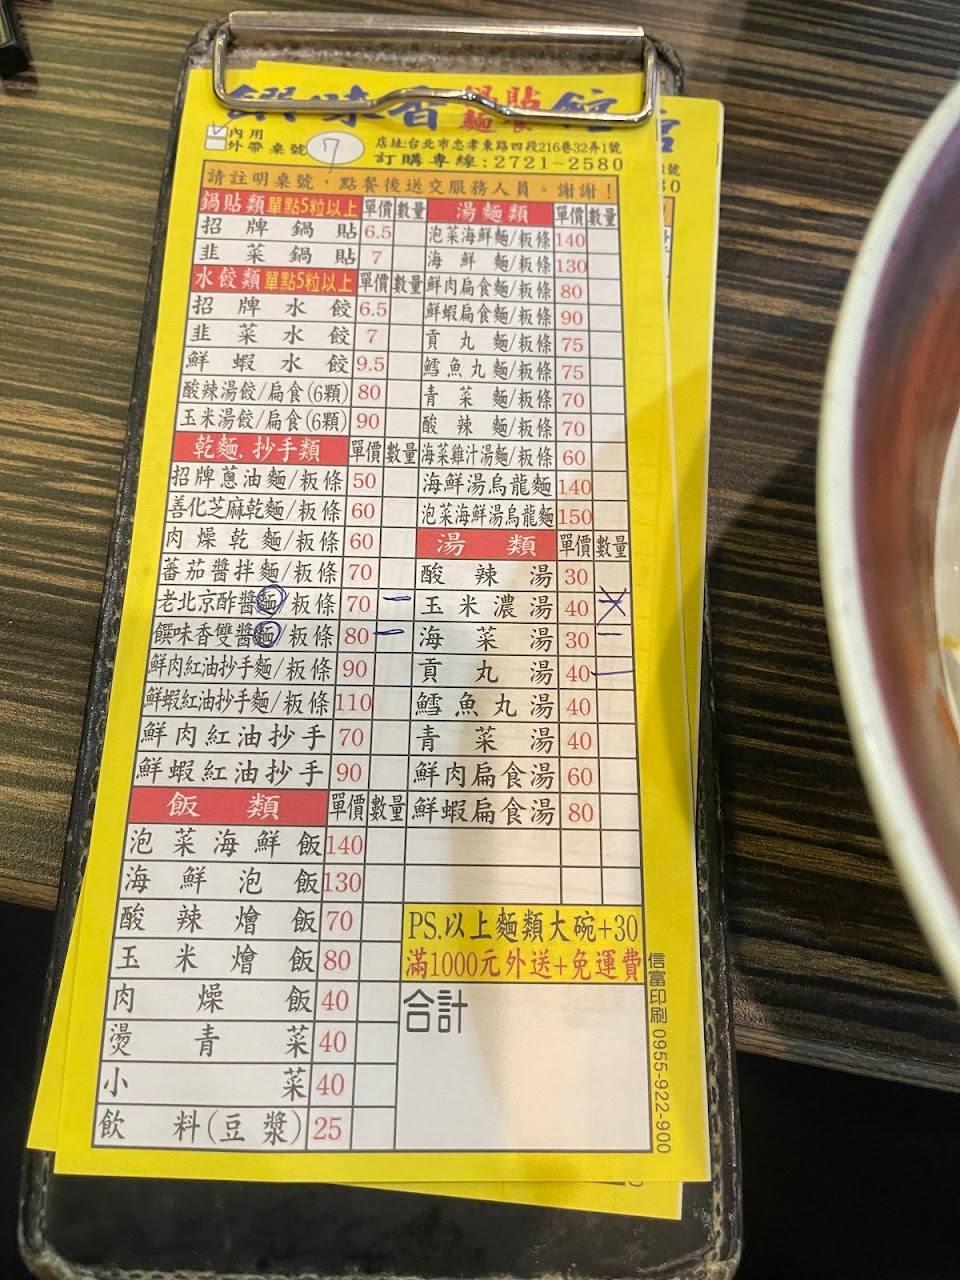 饌味香鍋貼麵食館
內用
外帶 桌號 7
店址:台北市忠孝東路四段216巷32弄1號
訂購專線:2721-2580
請註明桌號,點餐後送交服務人員。謝謝!
鍋貼類 單點5粒以上 單價 數量
招牌鍋貼 6.5
韭菜鍋貼 7
水餃類 單點5粒以上 單價 數量
招牌水餃 6.5
韭菜水餃 7
鮮蝦水餃 9.5
酸辣湯餃/扁食(6顆) 80
玉米湯餃/扁食(6顆) 90
乾麵.抄手類 單價 數量
招牌蔥油麵/粄條 50
善化芝麻乾麵/粄條 60
肉燥乾麵/粄條 60
蕃茄醬拌麵/粄條 70
老北京酢醬麵/粄條 70 一
饌味香雙醬麵/粄條 80 一
鮮肉紅油抄手麵/粄條 90
鮮蝦紅油抄手麵/粄條 110
鮮肉紅油抄手 70
鮮蝦紅油抄手 90
飯類 單價 數量
泡菜海鮮飯 140
海鮮泡飯 130
酸辣燴飯 70
玉米燴飯 80
肉燥飯 40
燙青菜 40
小菜 40
飲料(豆漿) 25
湯麵類 單價 數量
泡菜海鮮麵/粄條 140
海鮮麵/粄條 130
鮮肉扁食麵/粄條 80
鮮蝦扁食麵/粄條 90
貢丸麵/粄條 75
鱈魚丸麵/粄條 75
青菜麵/粄條 70
酸辣麵/粄條 70
海菜雞汁湯麵/粄條 60
海鮮湯烏龍麵 140
泡菜海鮮湯烏龍麵 150
湯類 單價 數量
酸辣湯 30
玉米濃湯 40
海菜湯 30 一
貢丸湯 40 一
鱈魚丸湯 40
青菜湯 40
鮮肉扁食湯 60
鮮蝦扁食湯 80
PS.以上麵類大碗+30
滿1000元外送+免運費
合計
信富印刷 0955-922-900